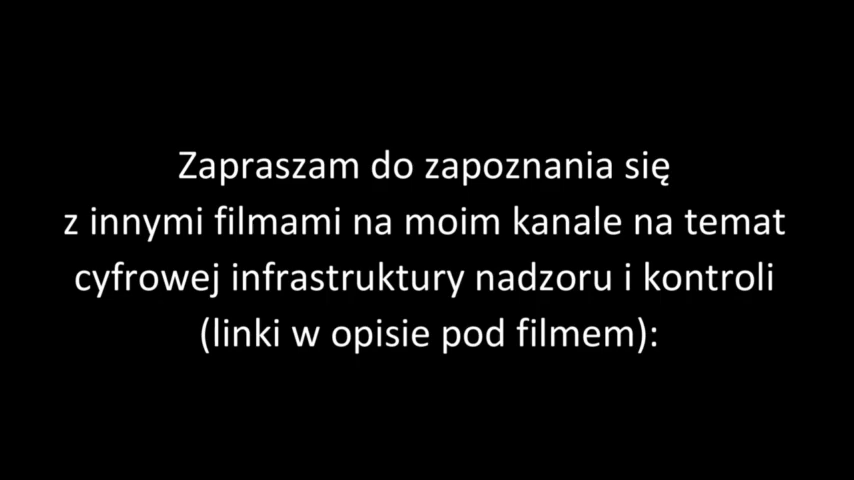 Zapraszam do zapoznania się
z innymi filmami na moim kanale na temat
cyfrowej infrastruktury nadzoru i kontroli
(linki w opisie pod filmem):